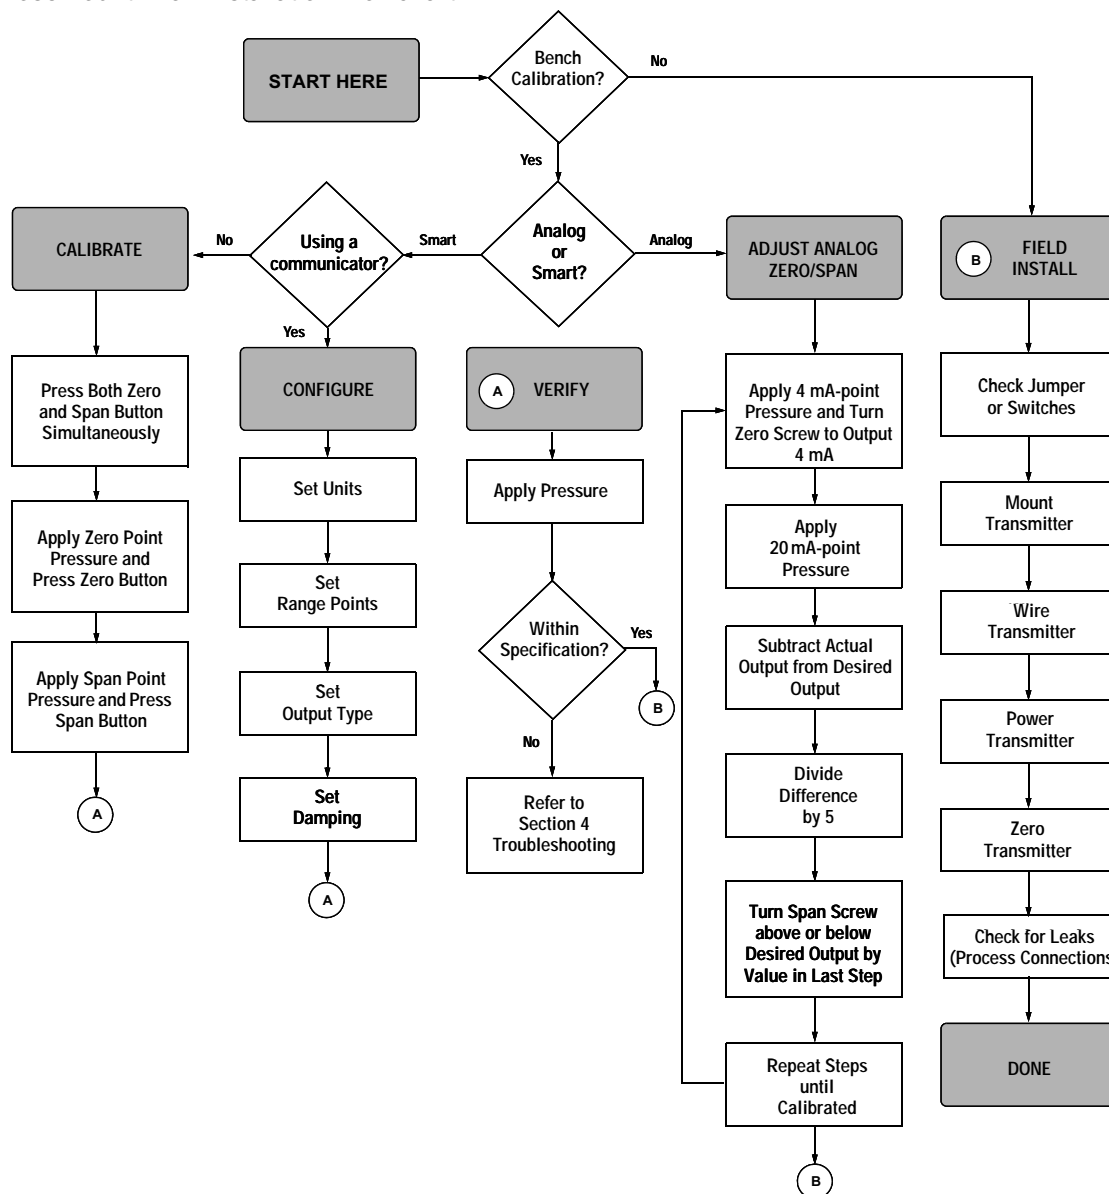 START HERE
Bench
Calibration?
No
Yes
CALIBRATE
No
Using a
communicator?
Smart
Analog
or
Smart?
Analog
ADJUST ANALOG
ZERO/SPAN
B
FIELD
INSTALL
Yes
Press Both Zero
and Span Button
Simultaneously
Apply Zero Point
Pressure and
Press Zero Button
Apply Span Point
Pressure and Press
Span Button
A
CONFIGURE
Set Units
Set
Range Points
Set
Output Type
Set
Damping
A
A
VERIFY
Apply Pressure
Within
Specification?
Yes
B
No
Refer to
Section 4
Troubleshooting
Apply 4 mA-point
Pressure and Turn
Zero Screw to Output
4 mA
Apply
20 mA-point
Pressure
Subtract Actual
Output from Desired
Output
Divide
Difference
by 5
Turn Span Screw
above or below
Desired Output by
Value in Last Step
Repeat Steps
until
Calibrated
B
Check Jumper
or Switches
Mount
Transmitter
Wire
Transmitter
Power
Transmitter
Zero
Transmitter
Check for Leaks
(Process Connections
DONE